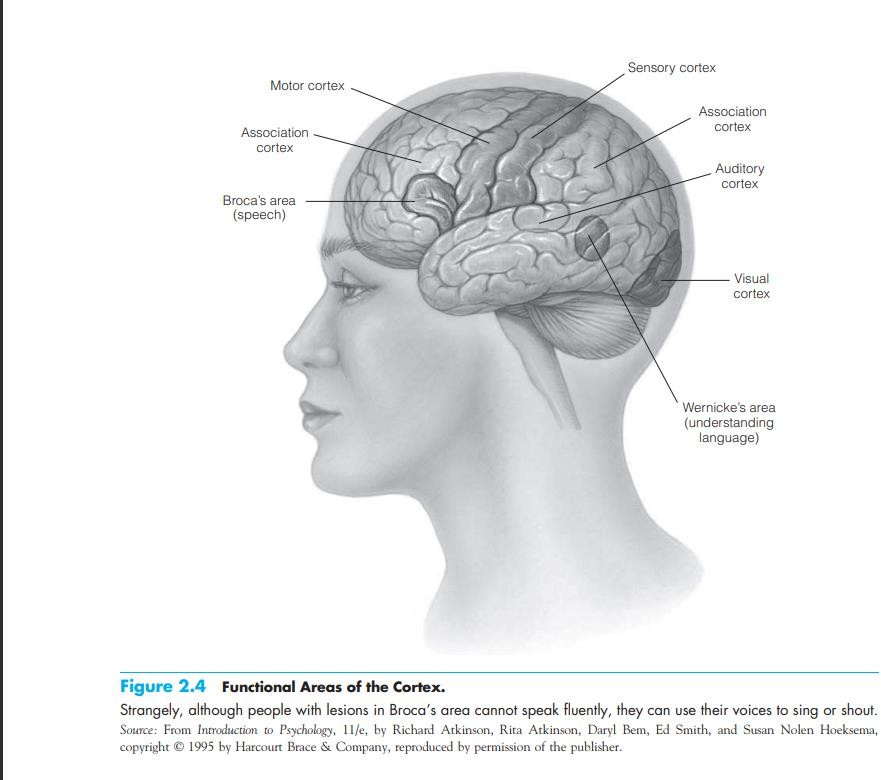 Sensory cortex
Motor cortex
Association
cortex
Association
cortex
Auditory
cortex
Broca's area
(speech)
Visual
cortex
Wernicke's area
(understanding
language)
Figure 2.4 Functional Areas of the Cortex.
Strangely, although people with lesions in Broca's area cannot speak fluently, they can use their voices to sing or shout.
Source: From Introduction to Psychology, 11/e, by Richard Atkinson, Rita Atkinson, Daryl Bem, Ed Smith, and Susan Nolen Hoeksema,
copyright © 1995 by Harcourt Brace & Company, reproduced by permission of the publisher.